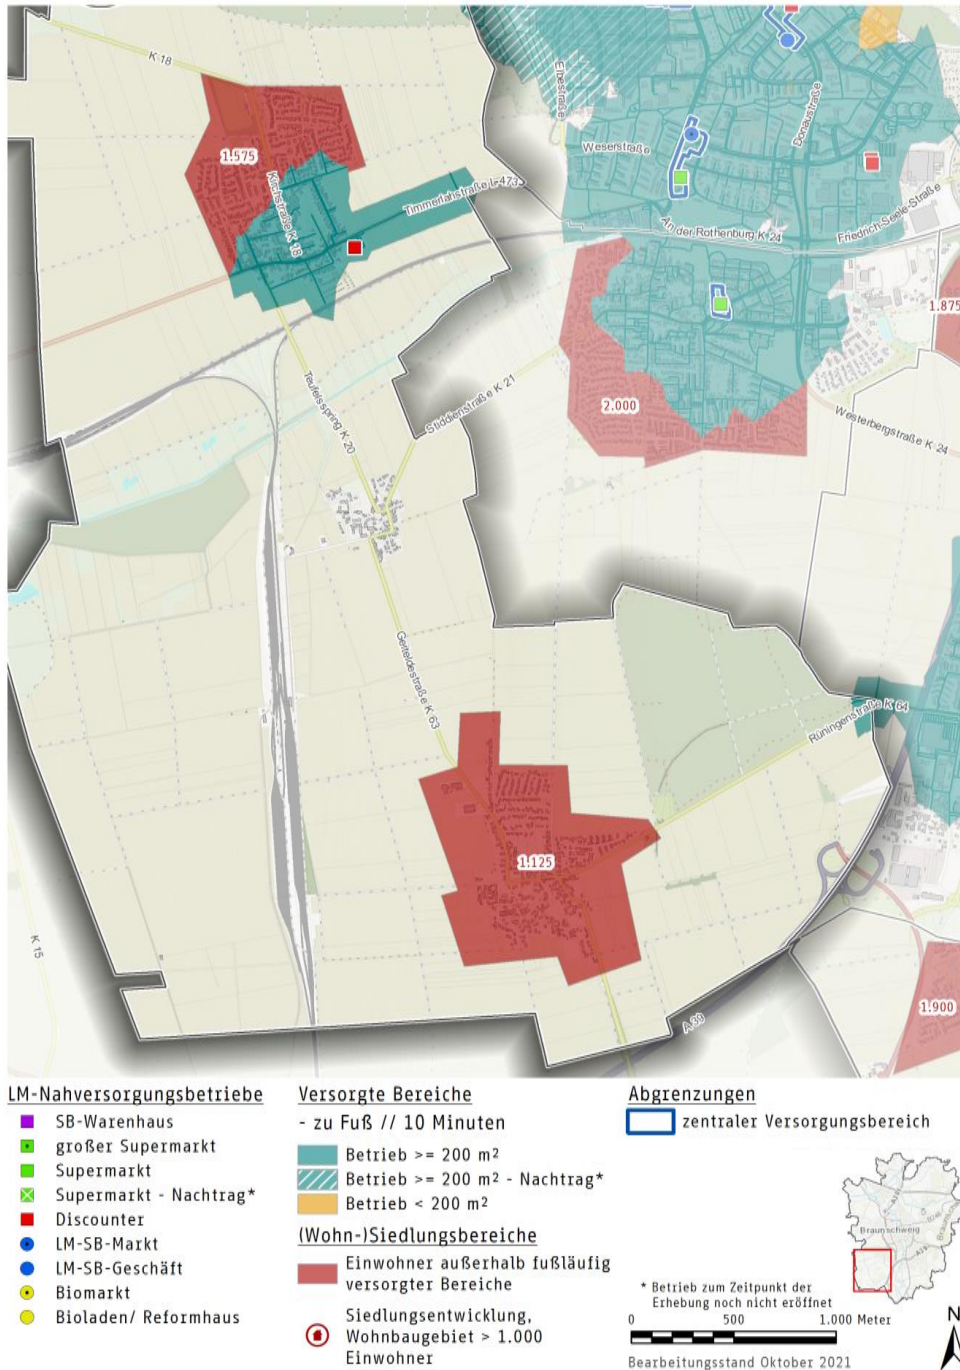 K 18
Elbestraße
Donaustraße
Weserstraße
1.575
Kirchstraße K 18
Timmerlahstraße L 473
An der Rothenburg K 24
Friedrich-Seele-Straße
1.875
Teufelsspring K 20
Stiddienstraße K 21
2.000
Westerbergstraße K 24
Geiteldestraße K 63
Rüningenstraße K 64
1.125
K 15
A 39
1.900
LM-Nahversorgungsbetriebe
SB-Warenhaus
großer Supermarkt
Supermarkt
Supermarkt - Nachtrag*
Discounter
LM-SB-Markt
LM-SB-Geschäft
Biomarkt
Bioladen/ Reformhaus
Versorgte Bereiche
- zu Fuß // 10 Minuten
Betrieb >= 200 m²
Betrieb >= 200 m² - Nachtrag*
Betrieb < 200 m²
(Wohn-)Siedlungsbereiche
Einwohner außerhalb fußläufig
versorgter Bereiche
Siedlungsentwicklung,
Wohnbaugebiet > 1.000
Einwohner
Abgrenzungen
zentraler Versorgungsbereich
Braunschweig
* Betrieb zum Zeitpunkt der
Erhebung noch nicht eröffnet
0 500 1.000 Meter
N
Bearbeitungsstand Oktober 2021